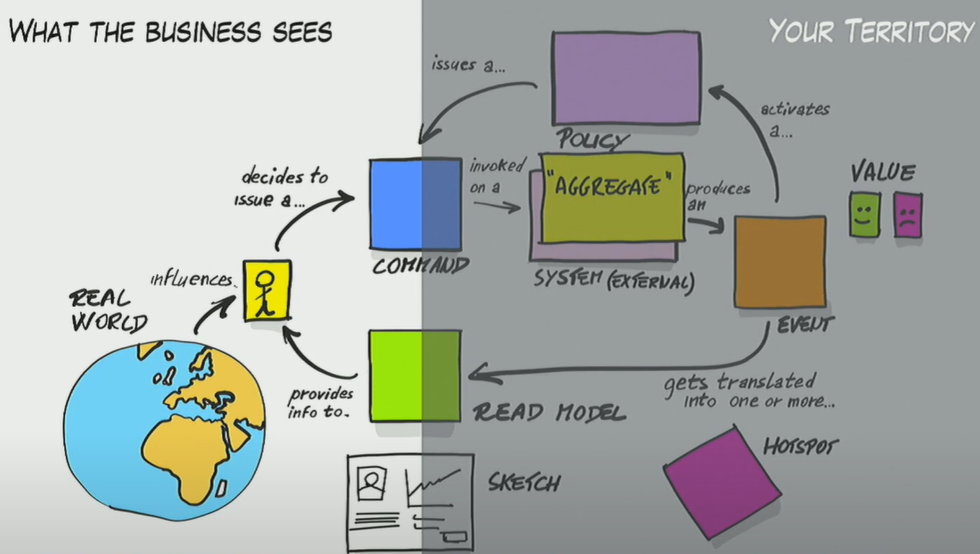 WHAT THE BUSINESS SEES
YOUR TERRITORY
issues a...
POLICY
activates
a...
decides to
issue a...
invoked
on a
"AGGREGATE"
produces
an
VALUE
COMMAND
SYSTEM (EXTERNAL)
influences.
REAL
WORLD
EVENT
provides
info to.
READ MODEL
gets translated
into one or more...
HOTSPOT
SKETCH